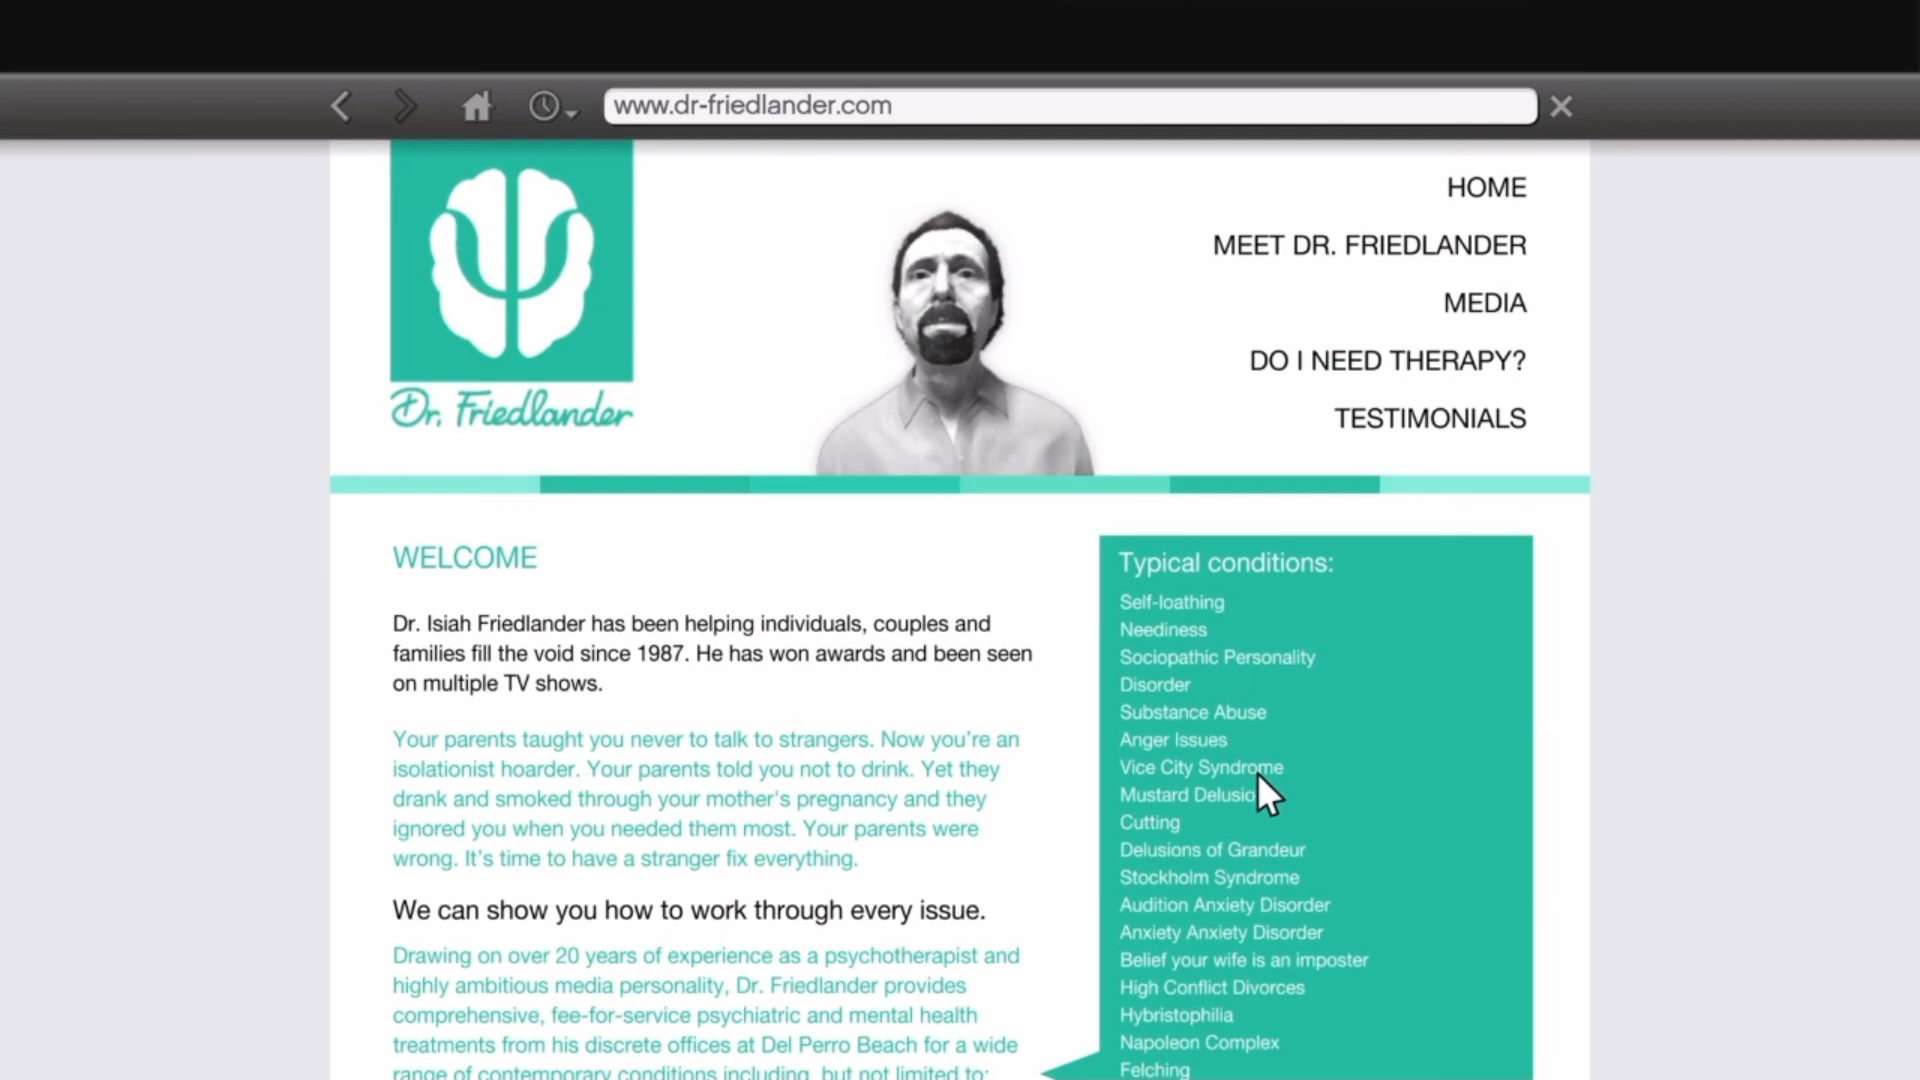 www.dr-friedlander.com
Dr. Friedlander
HOME
MEET DR. FRIEDLANDER
MEDIA
DO I NEED THERAPY?
TESTIMONIALS
WELCOME
Dr. Isiah Friedlander has been helping individuals, couples and
families fill the void since 1987. He has won awards and been seen
on multiple TV shows.
Your parents taught you never to talk to strangers. Now you're an
isolationist hoarder. Your parents told you not to drink. Yet they
drank and smoked through your mother's pregnancy and they
ignored you when you needed them most. Your parents were
wrong. It's time to have a stranger fix everything.
We can show you how to work through every issue.
Drawing on over 20 years of experience as a psychotherapist and
highly ambitious media personality, Dr. Friedlander provides
comprehensive, fee-for-service psychiatric and mental health
treatments from his discrete offices at Del Perro Beach for a wide
range of contemporary conditions including, but not limited to:
Typical conditions:
Self-loathing
Neediness
Sociopathic Personality
Disorder
Substance Abuse
Anger Issues
Vice City Syndrome
Mustard
Cutting
Delusions of Grandeur
Stockholm Syndrome
Audition Anxiety Disorder
Anxiety Anxiety Disorder
Belief your wife is an imposter
High Conflict Divorces
Hybristophilia
Napoleon Complex
Felching